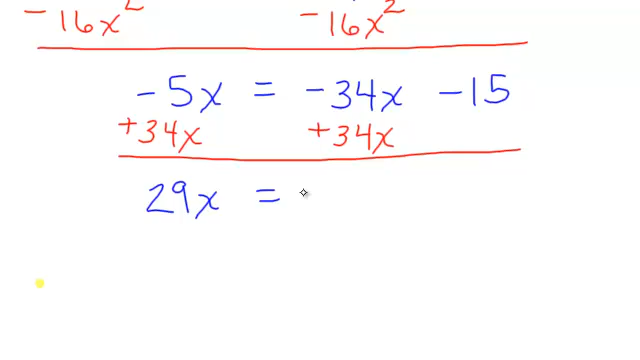 -16x² -16x²
-5x = -34x -15
+34x +34x
29x =